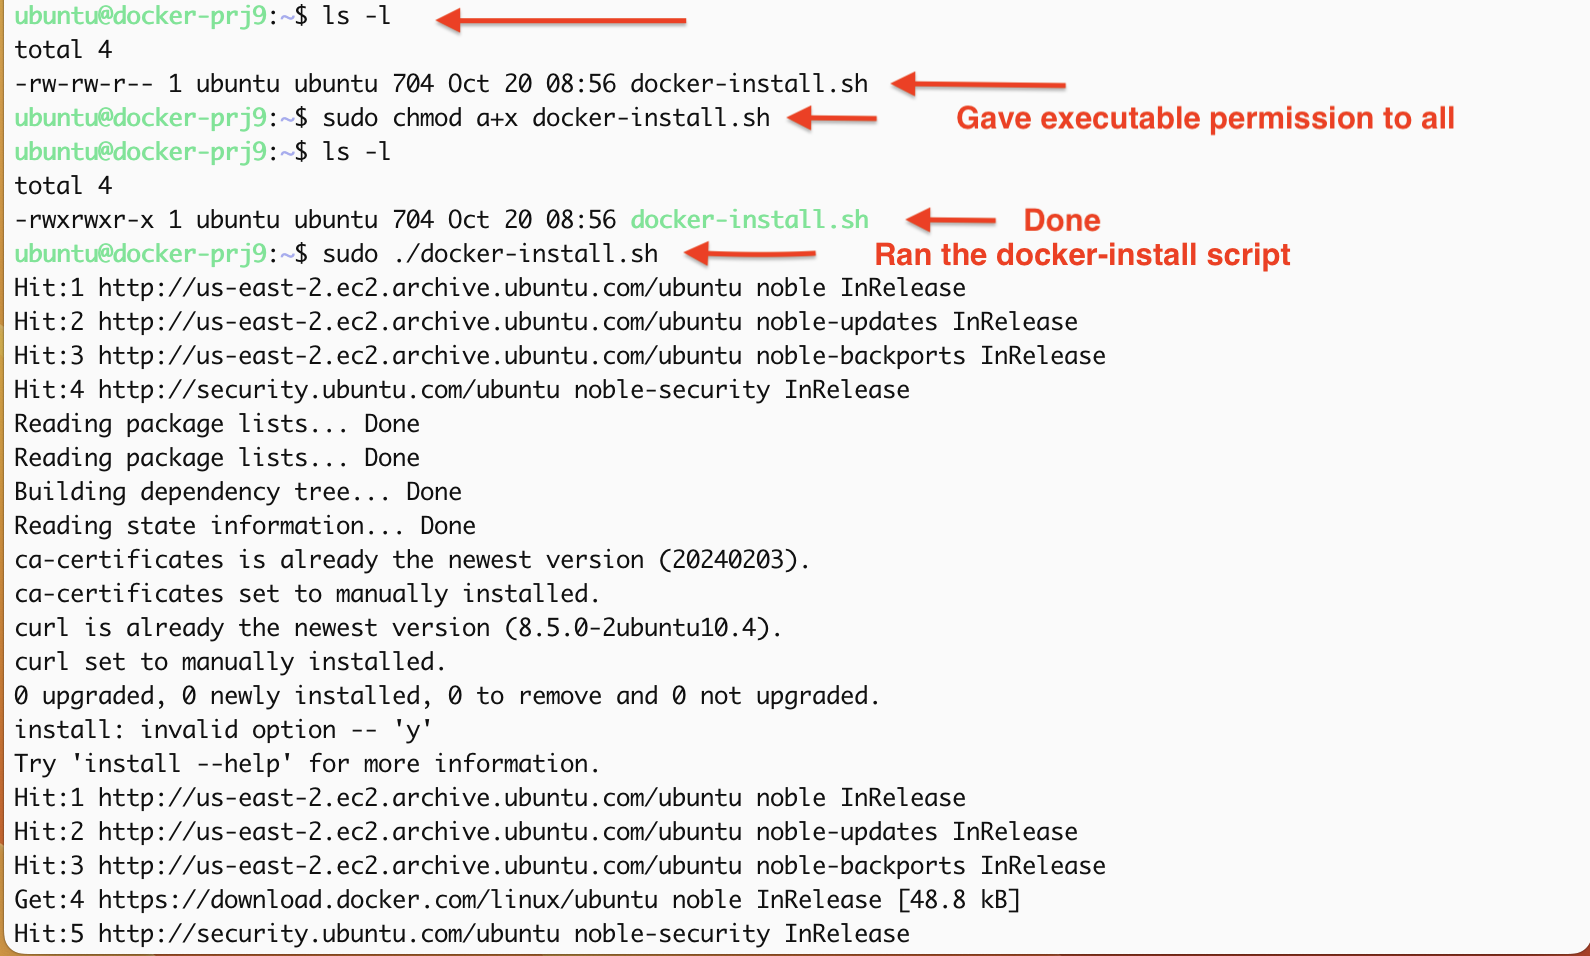 ubuntu@docker-prj9:~$ ls -l
total 4
-rw-rw-r-- 1 ubuntu ubuntu 704 Oct 20 08:56 docker-install.sh
ubuntu@docker-prj9:~$ sudo chmod a+x docker-install.sh Gave executable permission to all
ubuntu@docker-prj9:~$ ls -l
total 4
-rwxrwxr-x 1 ubuntu ubuntu 704 Oct 20 08:56 docker-install.sh Done
ubuntu@docker-prj9:~$ sudo ./docker-install.sh Ran the docker-install script
Hit:1 http://us-east-2.ec2.archive.ubuntu.com/ubuntu noble InRelease
Hit:2 http://us-east-2.ec2.archive.ubuntu.com/ubuntu noble-updates InRelease
Hit:3 http://us-east-2.ec2.archive.ubuntu.com/ubuntu noble-backports InRelease
Hit:4 http://security.ubuntu.com/ubuntu noble-security InRelease
Reading package lists... Done
Reading package lists... Done
Building dependency tree... Done
Reading state information... Done
ca-certificates is already the newest version (20240203).
ca-certificates set to manually installed.
curl is already the newest version (8.5.0-2ubuntu10.4).
curl set to manually installed.
0 upgraded, 0 newly installed, 0 to remove and 0 not upgraded.
install: invalid option -- 'y'
Try 'install --help' for more information.
Hit:1 http://us-east-2.ec2.archive.ubuntu.com/ubuntu noble InRelease
Hit:2 http://us-east-2.ec2.archive.ubuntu.com/ubuntu noble-updates InRelease
Hit:3 http://us-east-2.ec2.archive.ubuntu.com/ubuntu noble-backports InRelease
Get:4 https://download.docker.com/linux/ubuntu noble InRelease [48.8 kB]
Hit:5 http://security.ubuntu.com/ubuntu noble-security InRelease